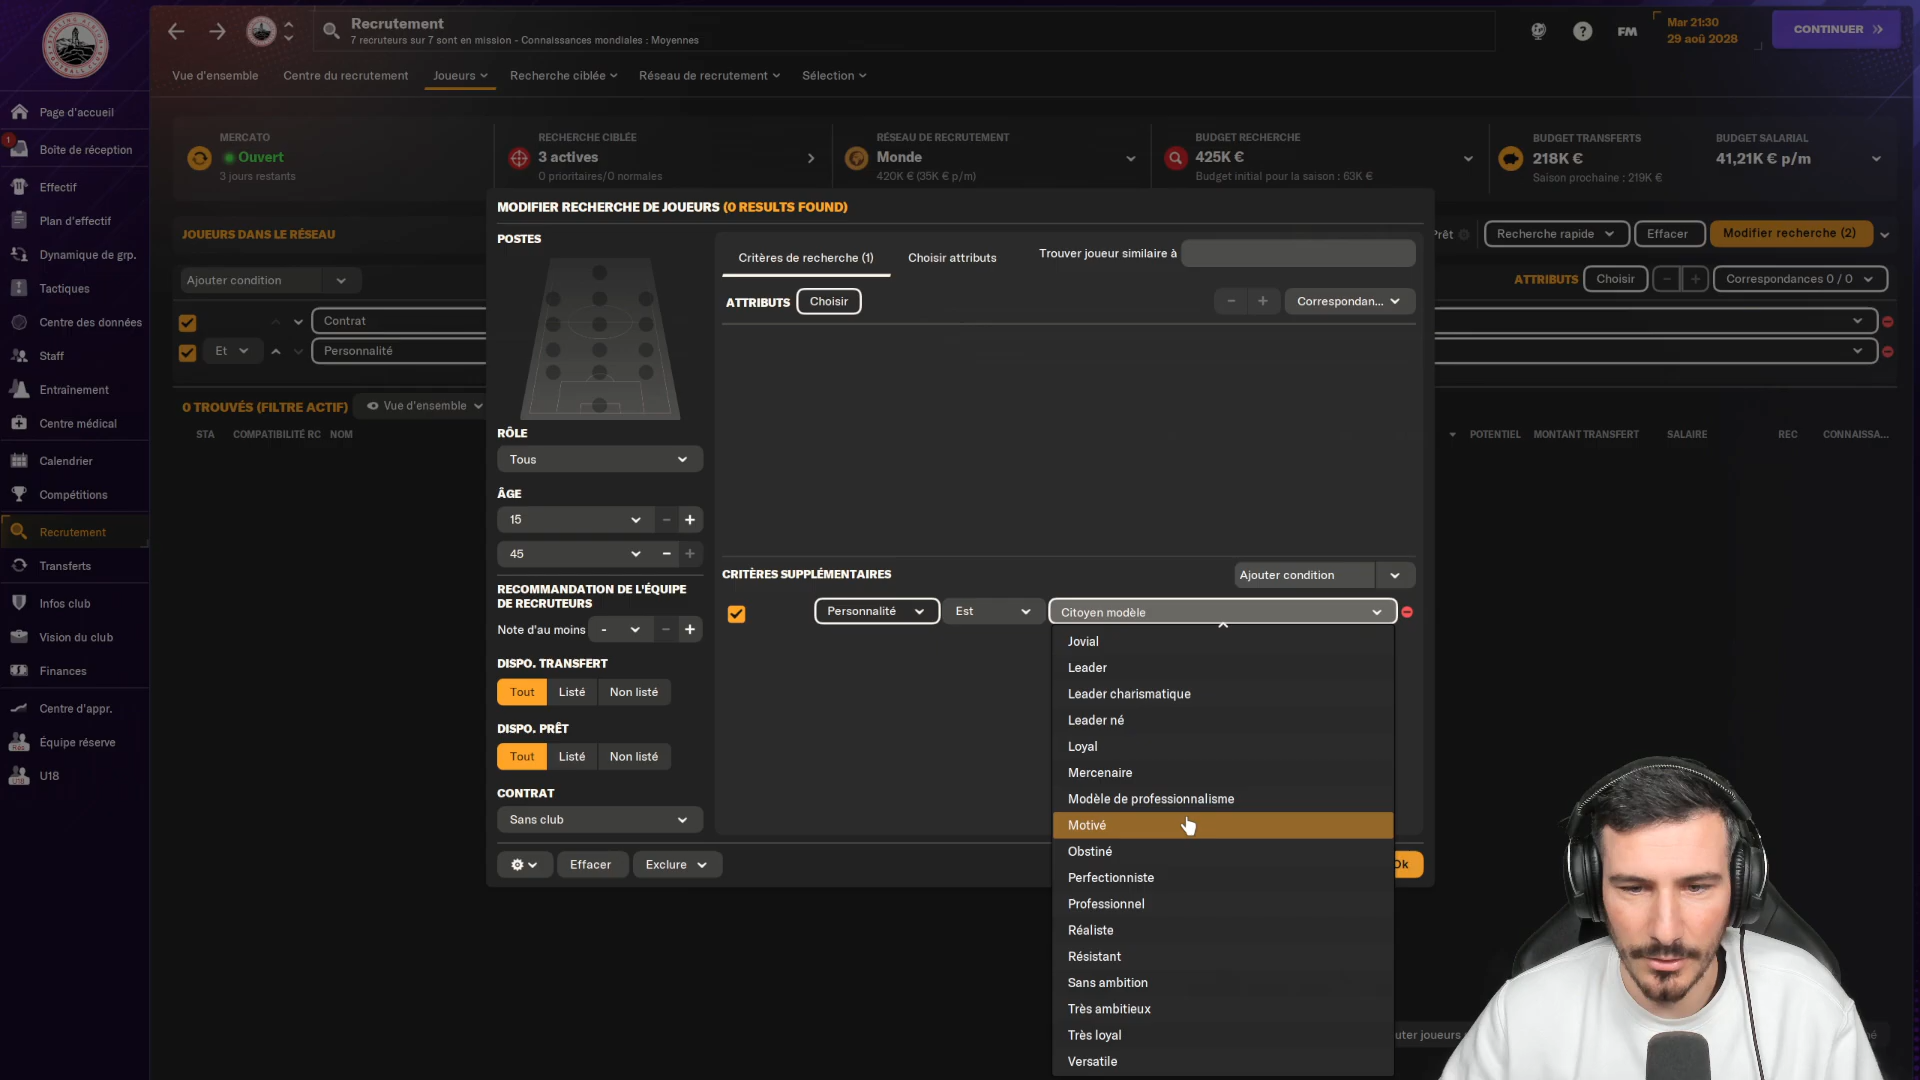 Recrutement
7 recruteurs sur 7 sont en mission - Connaissances mondiales : Moyennes
FM
Mar 21:30
29 aoû 2028
CONTINUER
Vue d'ensemble
Centre du recrutement
Joueurs
Recherche ciblée
Réseau de recrutement
Sélection
Page d'accueil
1
Boîte de réception
Effectif
Plan d'effectif
Dynamique de grp.
Tactiques
Centre des données
Staff
Entraînement
Centre médical
Calendrier
Compétitions
Recrutement
Transferts
Infos club
Vision du club
Finances
Centre d'appr.
Équipe réserve
U18
MERCATO
Ouvert
3 jours restants
RECHERCHE CIBLÉE
3 actives
0 prioritaires/0 normales
RÉSEAU DE RECRUTEMENT
Monde
420K € (35K € p/m)
BUDGET RECHERCHE
425K €
Budget initial pour la saison : 63K €
BUDGET TRANSFERTS
218K €
Saison prochaine : 219K €
BUDGET SALARIAL
41,21K € p/m
JOUEURS DANS LE RÉSEAU
Prêt
Recherche rapide
Effacer
Modifier recherche (2)
Ajouter condition
ATTRIBUTS
Choisir
- +
Correspondances 0 / 0
Contrat
Et
Personnalité
0 TROUVÉS (FILTRE ACTIF)
Vue d'ensemble
STA
COMPATIBILITÉ RC
NOM
POTENTIEL
MONTANT TRANSFERT
SALAIRE
REC
CONNAISSA...
MODIFIER RECHERCHE DE JOUEURS (0 RESULTS FOUND)
POSTES
RÔLE
Tous
ÂGE
15
- +
45
- +
RECOMMANDATION DE L'ÉQUIPE
DE RECRUTEURS
Note d'au moins
-
- +
DISPO. TRANSFERT
Tout
Listé
Non listé
DISPO. PRÊT
Tout
Listé
Non listé
CONTRAT
Sans club
Effacer
Exclure
Critères de recherche (1)
Choisir attributs
Trouver joueur similaire à
ATTRIBUTS
Choisir
- +
Correspondan...
CRITÈRES SUPPLÉMENTAIRES
Ajouter condition
Personnalité
Est
Citoyen modèle
Jovial
Leader
Leader charismatique
Leader né
Loyal
Mercenaire
Modèle de professionnalisme
Motivé
Obstiné
Perfectionniste
Professionnel
Réaliste
Résistant
Sans ambition
Très ambitieux
Très loyal
Versatile
Ok
uter joueurs